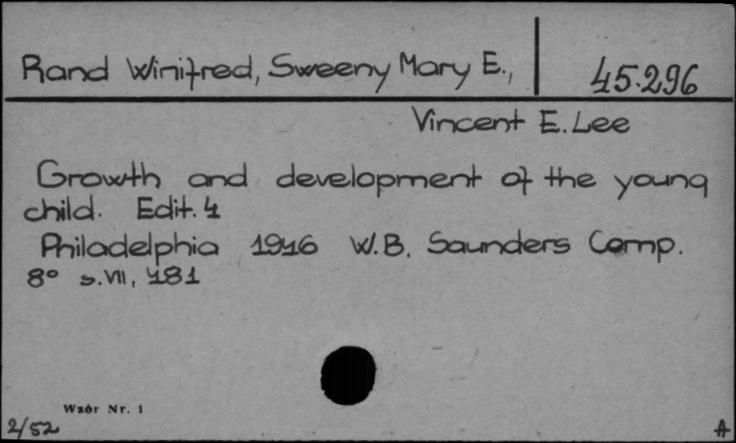 Rand Winifred, Sweeny Mary E., 45.296
Vincent E. Lee
Growth and development of the young
child. Edit. 4
Philadelphia 1946 W.B. Saunders Comp.
8° s. VII, 481
Wzór Nr. 1
2/52 A